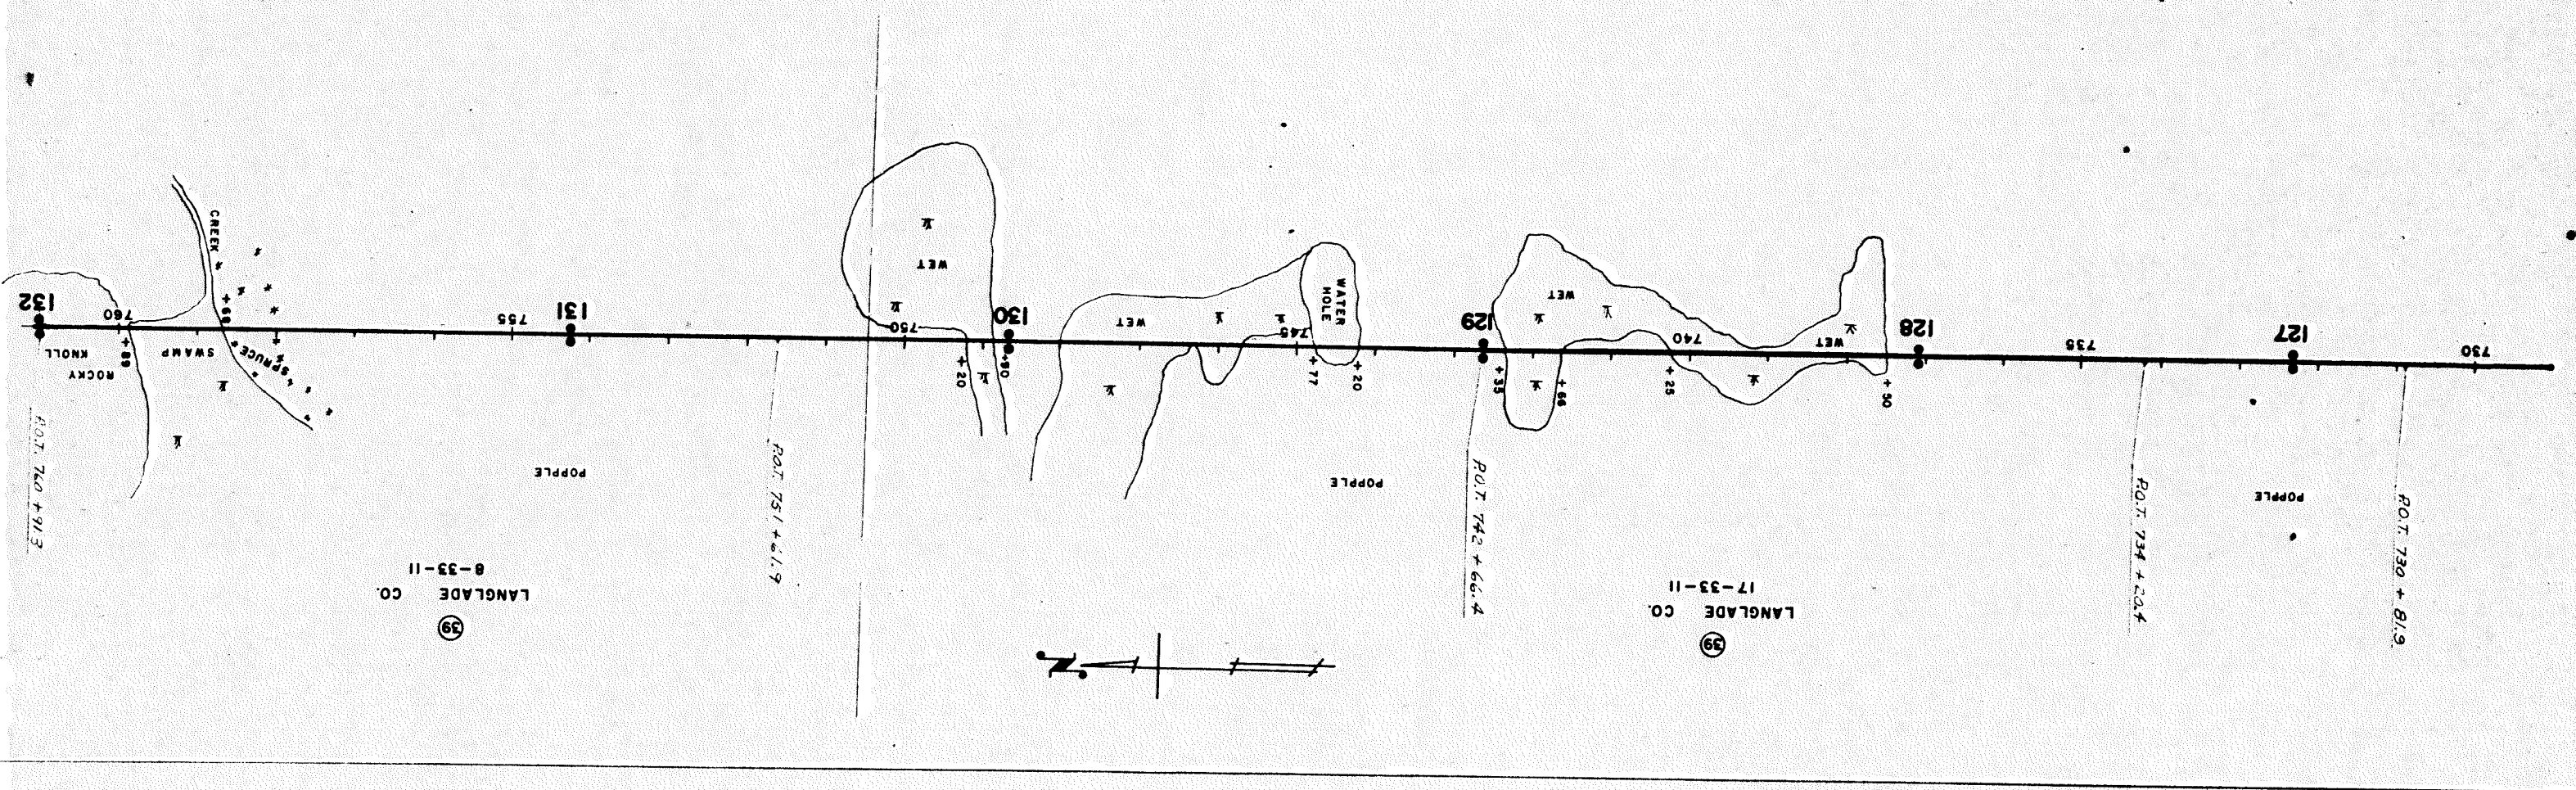 730
127
735
128
740
129
745
130
750
131
755
760
132
+ 50
WET
+ 25
+ 66
WET
+ 35
+ 20
WATER
HOLE
+ 77
WET
+90
+ 20
WET
SPRUCE
+ 68
CREEK
SWAMP
+ 89
ROCKY
KNOLL
POPPLE
POPPLE
POPPLE
P.O.T. 730 + 81.9
P.O.T. 734 + 20.4
P.O.T. 742 + 66.4
P.O.T. 751 + 61.9
P.O.T. 760 + 91.3
39
LANGLADE CO.
17-33-11
39
LANGLADE CO.
8-33-11
N